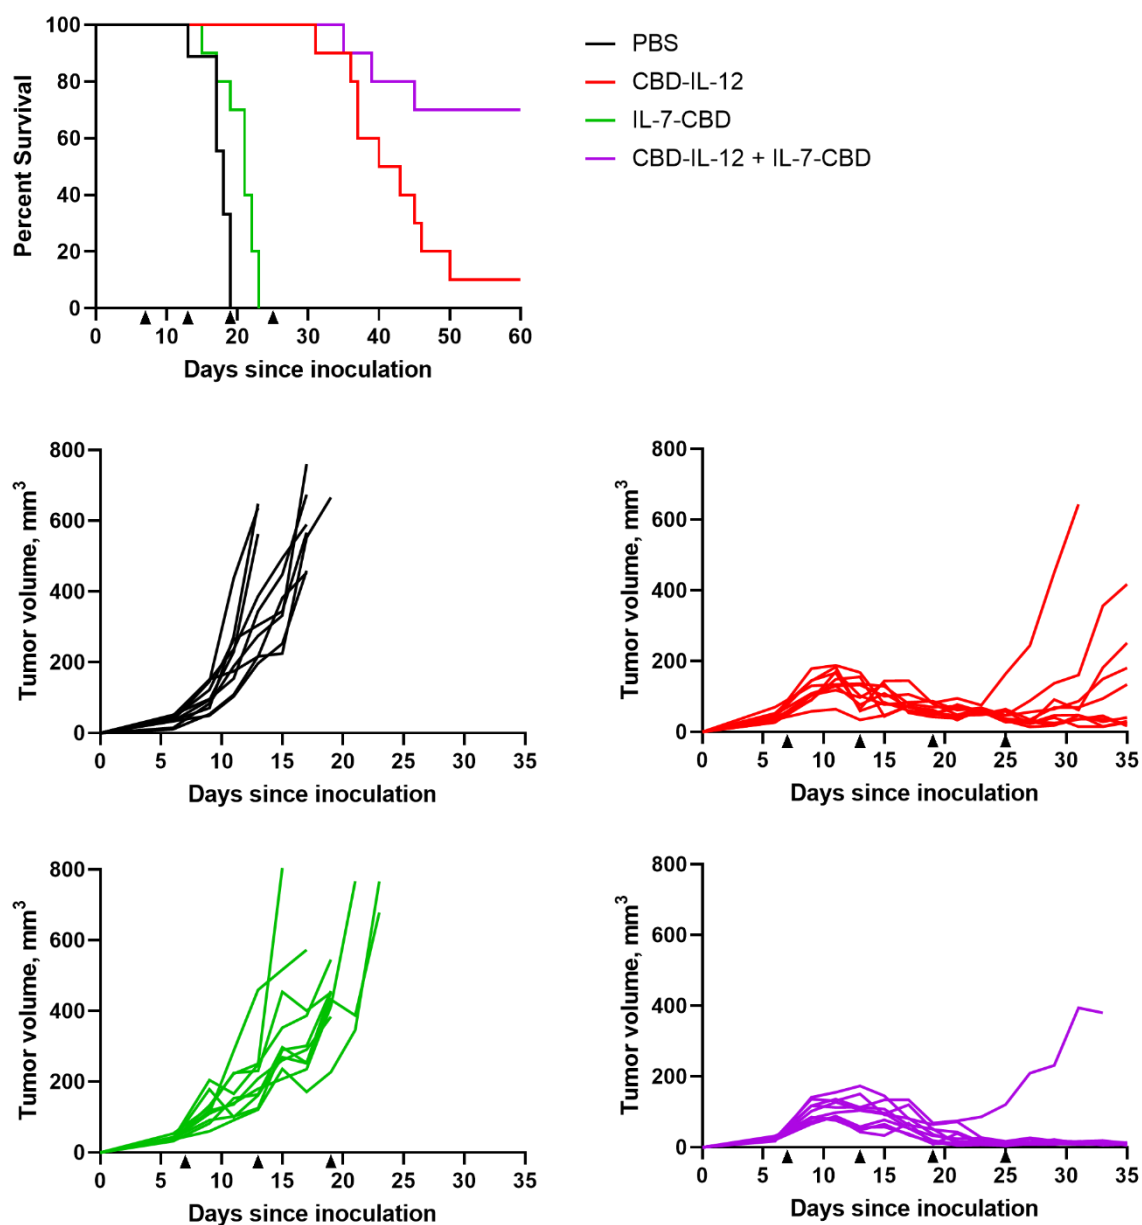 Percent Survival
100
80
60
40
20
0
0 10 20 30 40 50 60
Days since inoculation
PBS
CBD-IL-12
IL-7-CBD
CBD-IL-12 + IL-7-CBD
Tumor volume, mm³
800
600
400
200
0
0 5 10 15 20 25 30 35
Days since inoculation
Tumor volume, mm³
800
600
400
200
0
0 5 10 15 20 25 30 35
Days since inoculation
Tumor volume, mm³
800
600
400
200
0
0 5 10 15 20 25 30 35
Days since inoculation
Tumor volume, mm³
800
600
400
200
0
0 5 10 15 20 25 30 35
Days since inoculation